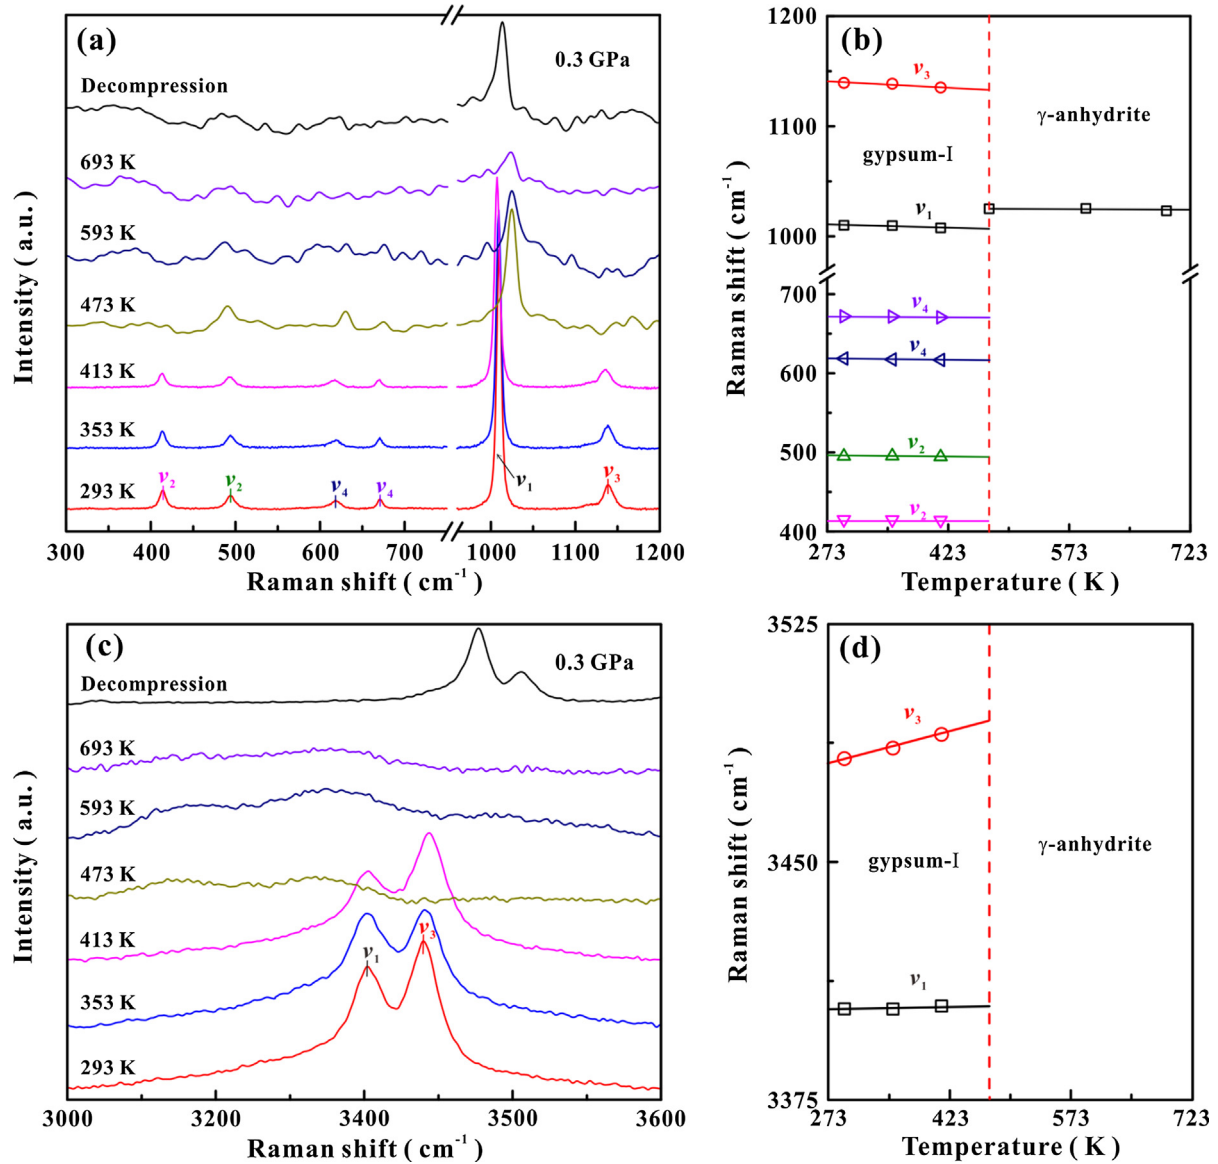 (a)
0.3 GPa
Decompression
693 K
593 K
473 K
413 K
353 K
293 K
ν2
ν2
ν4
ν4
ν1
ν3
300 400 500 600 700 1000 1100 1200
Raman shift ( cm-1 )
Intensity ( a.u. )
(b)
1200
1100
1000
700
600
500
400
ν3
γ-anhydrite
gypsum-I
ν1
ν4
ν4
ν2
ν2
273 423 573 723
Temperature ( K )
Raman shift ( cm-1 )
(c)
0.3 GPa
Decompression
693 K
593 K
473 K
413 K
353 K
293 K
ν1
ν3
3000 3200 3400 3500 3600
Raman shift ( cm-1 )
Intensity ( a.u. )
(d)
3525
3450
3375
ν3
gypsum-I
γ-anhydrite
ν1
273 423 573 723
Temperature ( K )
Raman shift ( cm-1 )